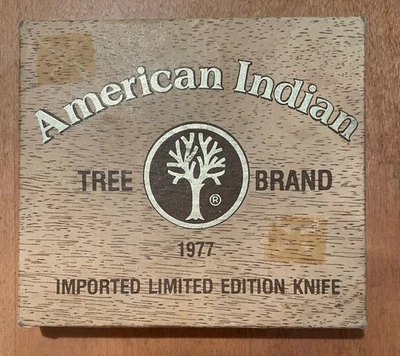 American Indian
TREE BRAND
®
1977
IMPORTED LIMITED EDITION KNIFE